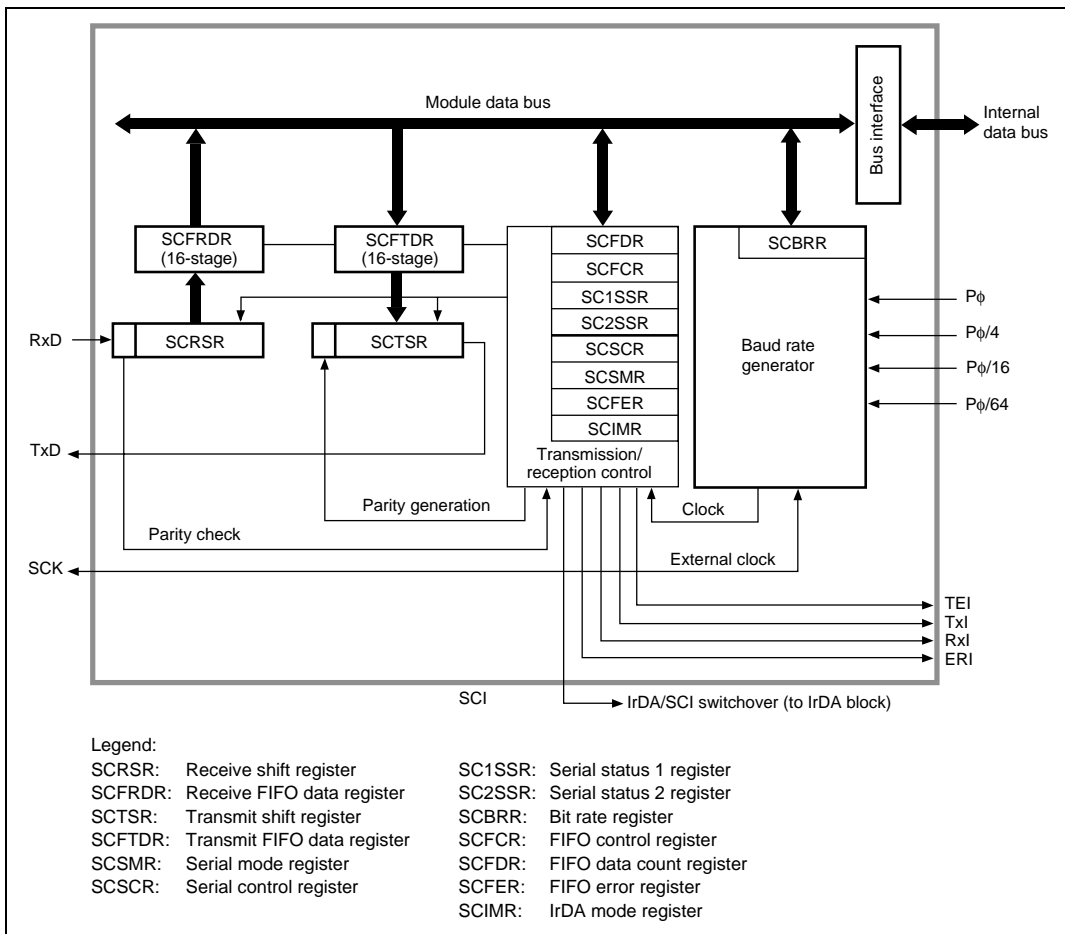 Module data bus
Bus interface
Internal
data bus
SCFRDR
(16-stage)
SCFTDR
(16-stage)
SCFDR
SCFCR
SC1SSR
SC2SSR
SCSCR
SCSMR
SCFER
SCIMR
Transmission/
reception control
SCBRR
Baud rate
generator
Pφ
Pφ/4
Pφ/16
Pφ/64
RxD
SCRSR
SCTSR
TxD
Parity generation
Clock
Parity check
SCK
External clock
TEI
TxI
RxI
ERI
SCI
IrDA/SCI switchover (to IrDA block)
Legend:
SCRSR: Receive shift register
SCFRDR: Receive FIFO data register
SCTSR: Transmit shift register
SCFTDR: Transmit FIFO data register
SCSMR: Serial mode register
SCSCR: Serial control register
SC1SSR: Serial status 1 register
SC2SSR: Serial status 2 register
SCBRR: Bit rate register
SCFCR: FIFO control register
SCFDR: FIFO data count register
SCFER: FIFO error register
SCIMR: IrDA mode register